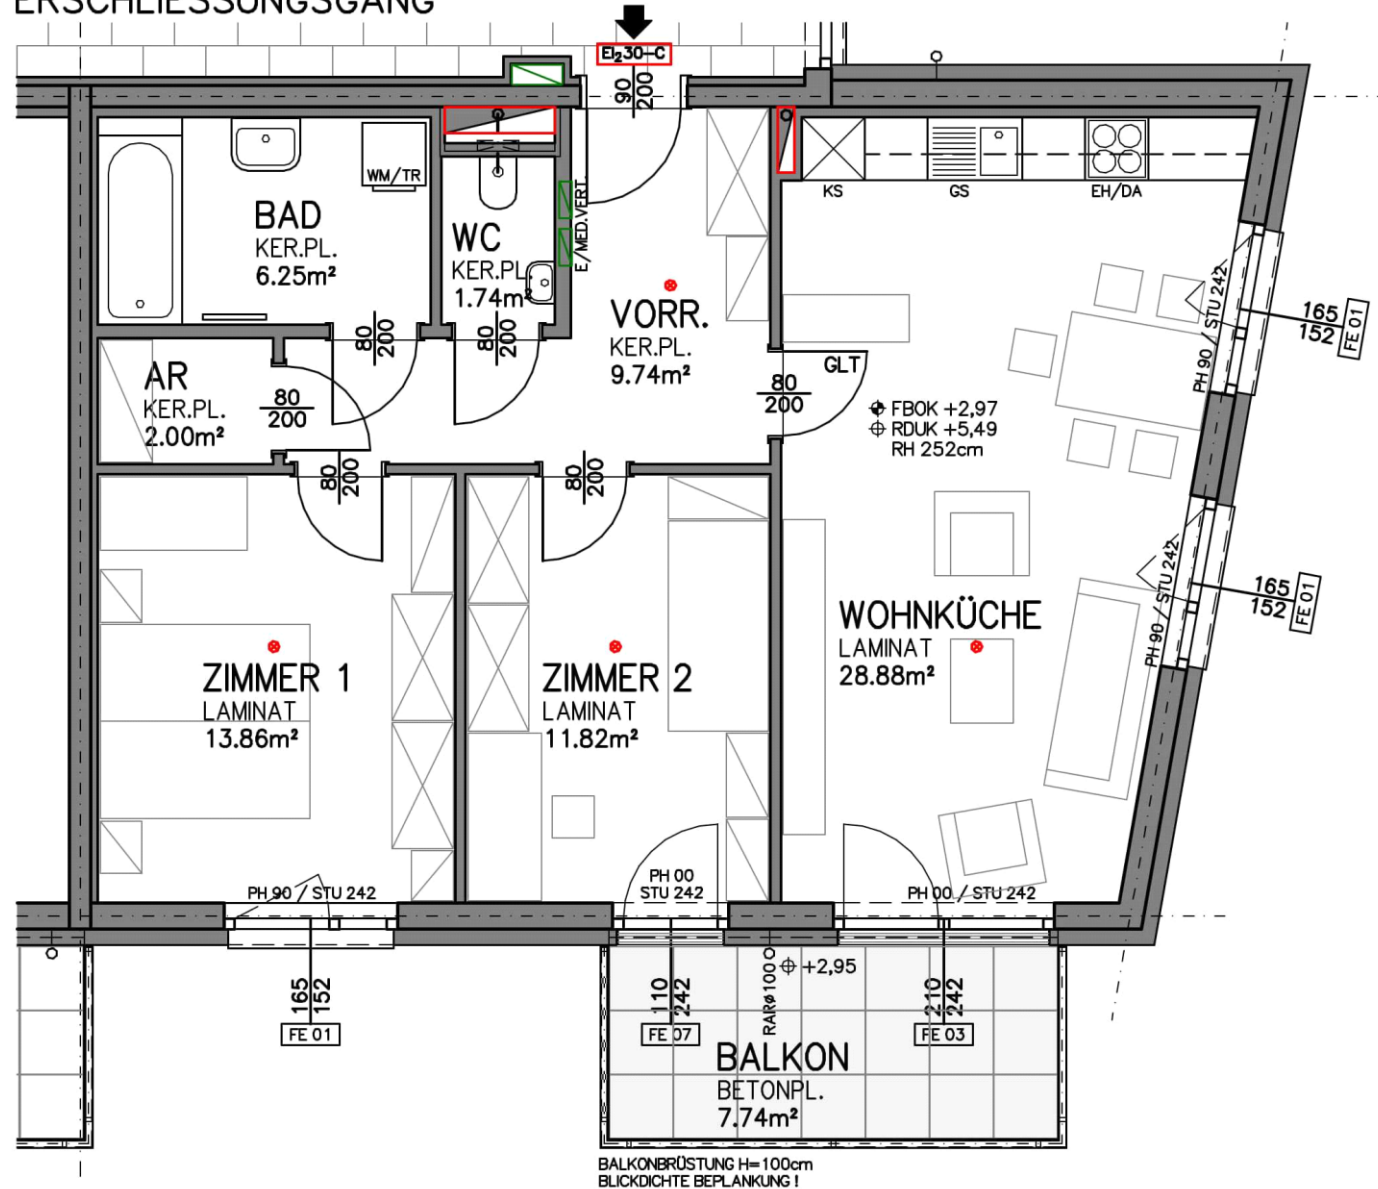 ERSCHLIESSUNGSGANG
EI₂30-C
90
200
WM/TR
BAD
KER.PL.
6.25m²
WC
KER.PL.
1.74m²
E/MED.VERT.
KS
GS
EH/DA
VORR.
KER.PL.
9.74m²
80
200
80
200
AR
KER.PL.
2.00m²
80
200
GLT
80
200
FBOK +2,97
RDUK +5,49
RH 252cm
PH 90 / STU 242
165
152
FE 01
80
200
80
200
PH 90 / STU 242
165
152
FE 01
ZIMMER 1
LAMINAT
13.86m²
ZIMMER 2
LAMINAT
11.82m²
WOHNKÜCHE
LAMINAT
28.88m²
PH 90 / STU 242
PH 00
STU 242
PH 00 / STU 242
165
152
FE 01
110
242
FE 07
RARø100
+2,95
210
242
FE 03
BALKON
BETONPL.
7.74m²
BALKONBRÜSTUNG H=100cm
BLICKDICHTE BEPLANKUNG !